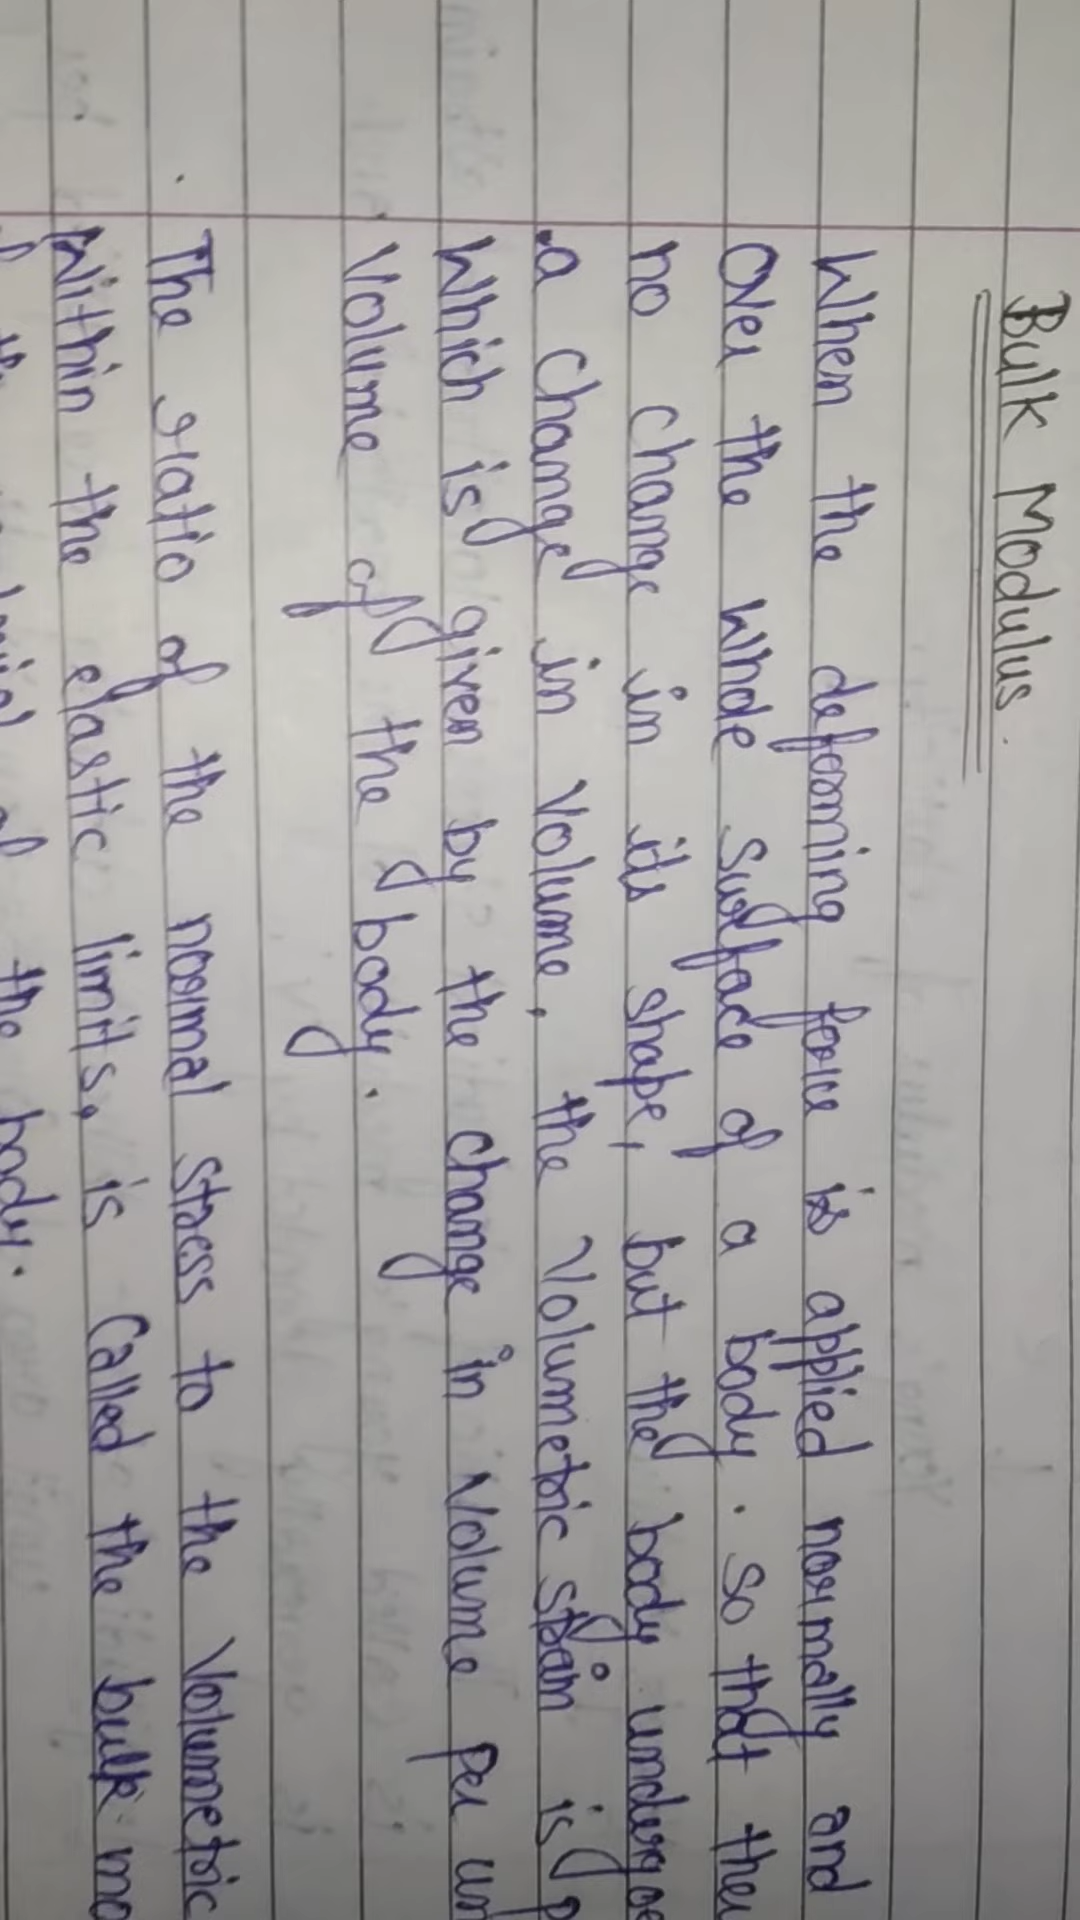 Bulk Modulus.
When the deforming force is applied normally and
Over the whole surface of a body. so that
no change in its shape, but the body
a change in volume, the Volumetric strain is
Which is given by the change in Volume Per
Volume of the body.
The ratio of the normal stress to the Volumetric
Within the elastic limits, is Called the bulk
the body.